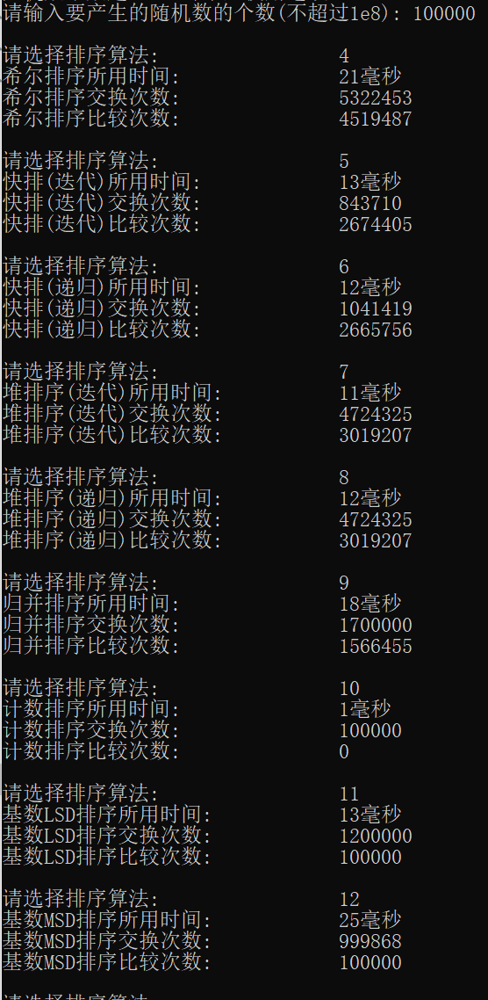 请输入要产生的随机数的个数(不超过1e8): 100000
请选择排序算法: 4
希尔排序所用时间: 21毫秒
希尔排序交换次数: 5322453
希尔排序比较次数: 4519487
请选择排序算法: 5
快排(迭代)所用时间: 13毫秒
快排(迭代)交换次数: 843710
快排(迭代)比较次数: 2674405
请选择排序算法: 6
快排(递归)所用时间: 12毫秒
快排(递归)交换次数: 1041419
快排(递归)比较次数: 2665756
请选择排序算法: 7
堆排序(迭代)所用时间: 11毫秒
堆排序(迭代)交换次数: 4724325
堆排序(迭代)比较次数: 3019207
请选择排序算法: 8
堆排序(递归)所用时间: 12毫秒
堆排序(递归)交换次数: 4724325
堆排序(递归)比较次数: 3019207
请选择排序算法: 9
归并排序所用时间: 18毫秒
归并排序交换次数: 1700000
归并排序比较次数: 1566455
请选择排序算法: 10
计数排序所用时间: 1毫秒
计数排序交换次数: 100000
计数排序比较次数: 0
请选择排序算法: 11
基数LSD排序所用时间: 13毫秒
基数LSD排序交换次数: 1200000
基数LSD排序比较次数: 100000
请选择排序算法: 12
基数MSD排序所用时间: 25毫秒
基数MSD排序交换次数: 999868
基数MSD排序比较次数: 100000